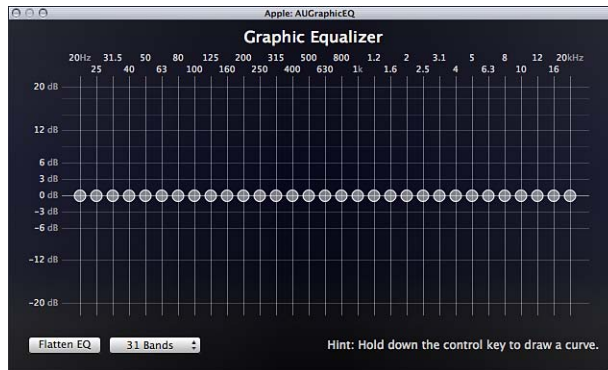 Apple: AUGraphicEQ
Graphic Equalizer
20Hz 31.5 50 80 125 200 315 500 800 1.2 2 3.1 5 8 12 20kHz
25 40 63 100 160 250 400 630 1k 1.6 2.5 4 6.3 10 16
20 dB
12 dB
6 dB
3 dB
0 dB
-3 dB
-6 dB
-12 dB
-20 dB
Flatten EQ 31 Bands Hint: Hold down the control key to draw a curve.